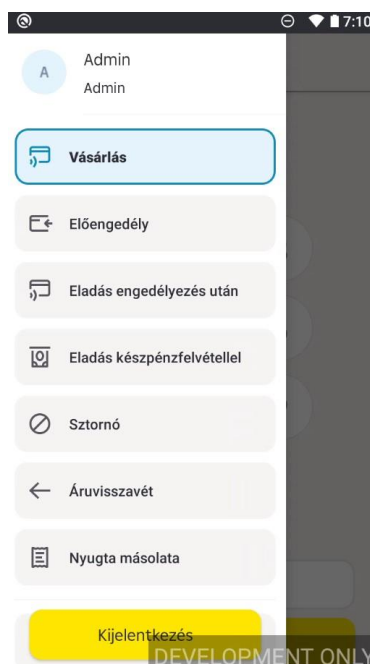 7:10
A
Admin
Admin
Vásárlás
Előengedély
Eladás engedélyezés után
Eladás készpénzfelvétellel
Sztornó
Áruvisszavét
Nyugta másolata
Kijelentkezés
DEVELOPMENT ONLY